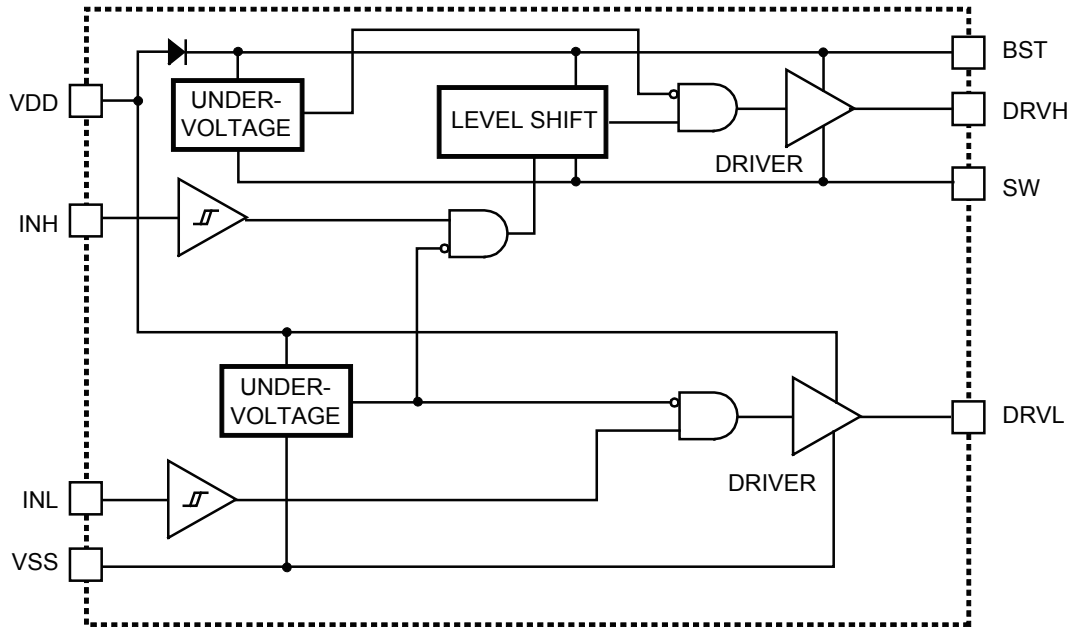 BST
VDD
UNDER-
VOLTAGE
LEVEL SHIFT
DRVH
DRIVER
SW
INH
UNDER-
VOLTAGE
DRVL
DRIVER
INL
VSS